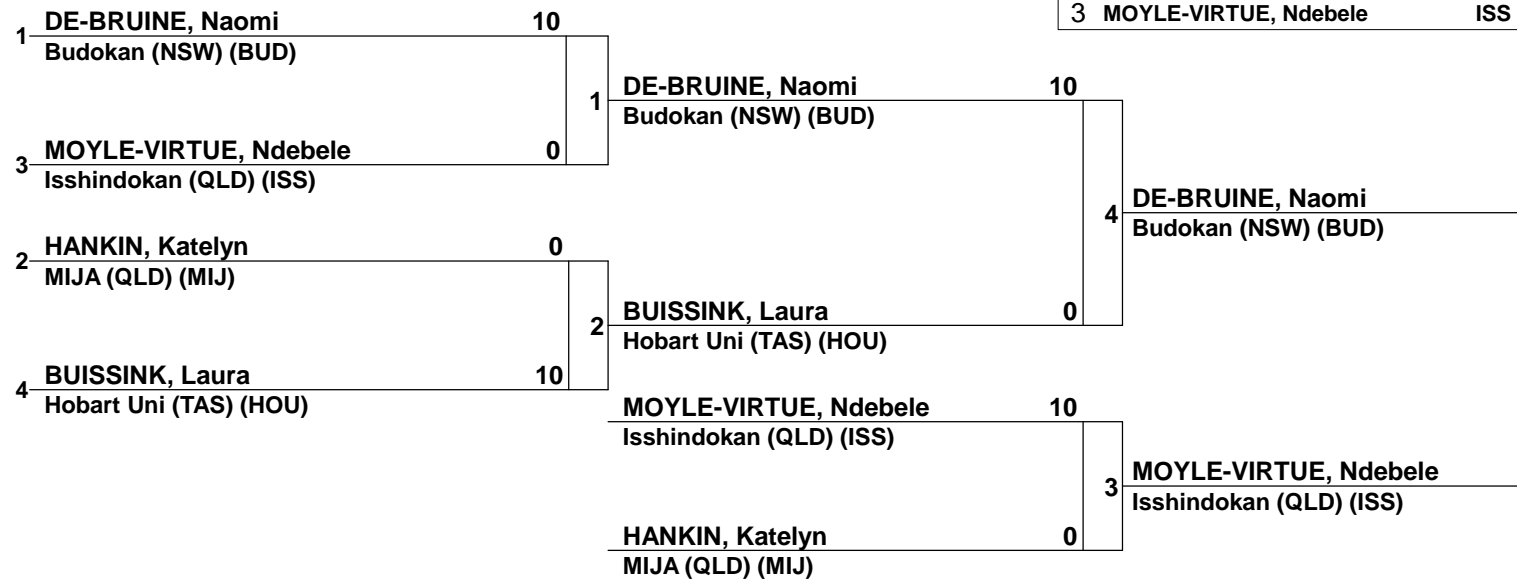 3 MOYLE-VIRTUE, Ndebele ISS
1 DE-BRUINE, Naomi 10
Budokan (NSW) (BUD)
3 MOYLE-VIRTUE, Ndebele 0
Isshindokan (QLD) (ISS)
2 HANKIN, Katelyn 0
MIJA (QLD) (MIJ)
4 BUISSINK, Laura 10
Hobart Uni (TAS) (HOU)
1 DE-BRUINE, Naomi 10
Budokan (NSW) (BUD)
2 BUISSINK, Laura 0
Hobart Uni (TAS) (HOU)
MOYLE-VIRTUE, Ndebele 10
Isshindokan (QLD) (ISS)
HANKIN, Katelyn 0
MIJA (QLD) (MIJ)
4 DE-BRUINE, Naomi
Budokan (NSW) (BUD)
3 MOYLE-VIRTUE, Ndebele
Isshindokan (QLD) (ISS)